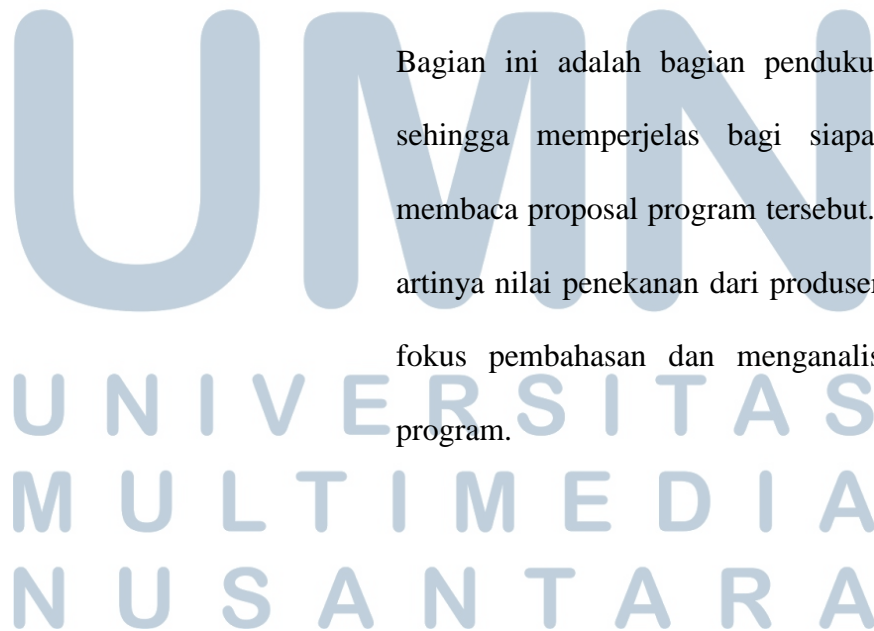 UMN
Bagian ini adalah bagian penduku
sehingga memperjelas bagi siapa
membaca proposal program tersebut.
artinya nilai penekanan dari produser
fokus pembahasan dan menganalis
program.
UNIVERSITAS
MULTIMEDIA
NUSANTARA